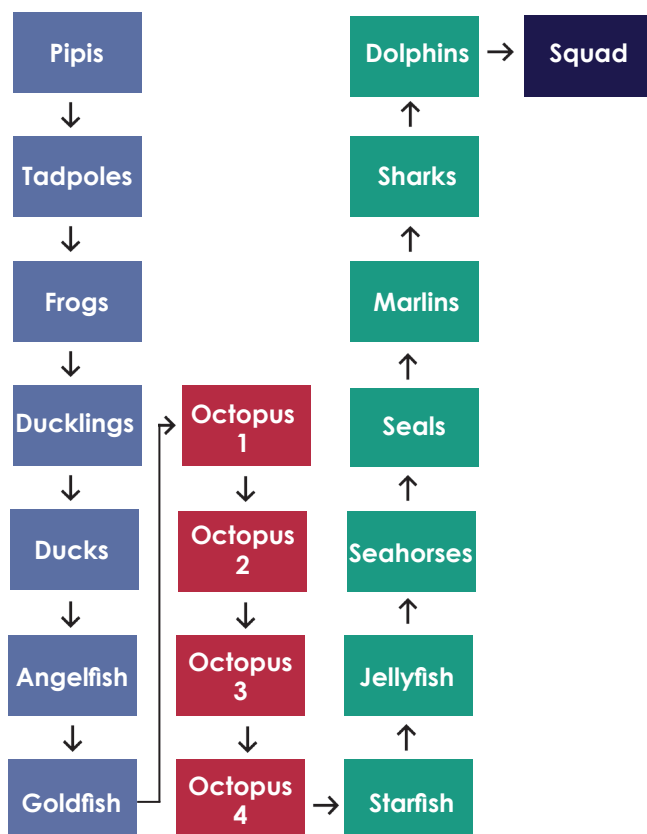 Pipis
Tadpoles
Frogs
Ducklings
Ducks
Angelfish
Goldfish
Octopus
1
Octopus
2
Octopus
3
Octopus
4
Starfish
Jellyfish
Seahorses
Seals
Marlins
Sharks
Dolphins
Squad